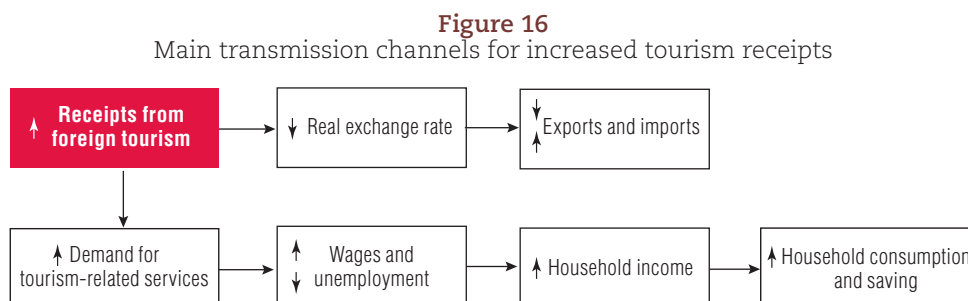 Figure 16
Main transmission channels for increased tourism receipts
Receipts from
foreign tourism
Real exchange rate
Exports and imports
Demand for
tourism-related services
Wages and
unemployment
Household income
Household consumption
and saving